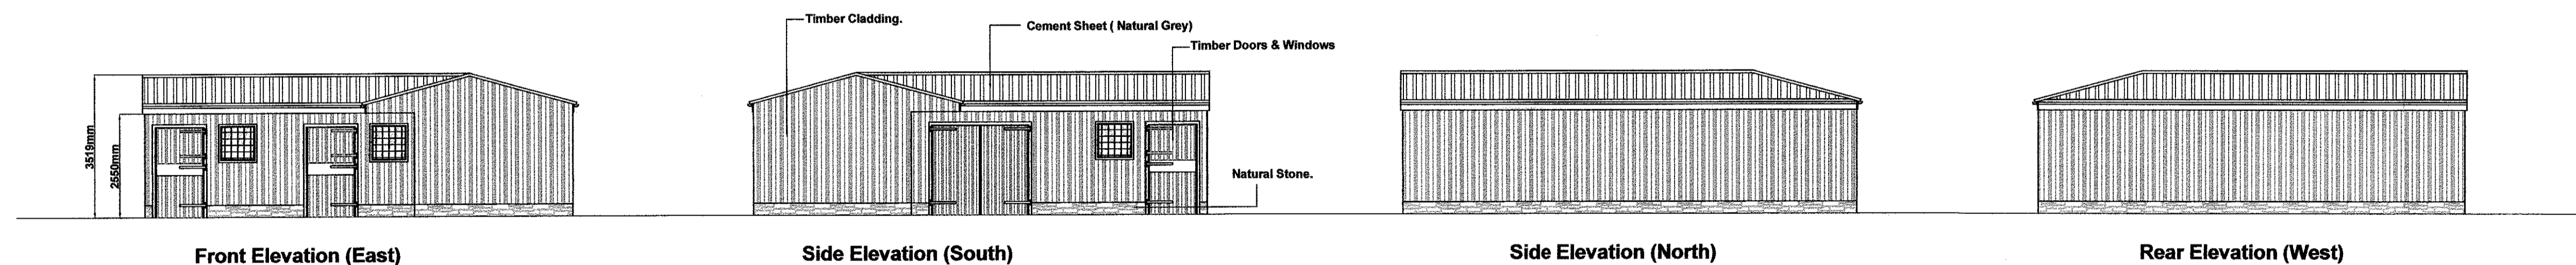 Timber Cladding.
Cement Sheet ( Natural Grey)
Timber Doors & Windows
3519mm
2550mm
Natural Stone.
Front Elevation (East)
Side Elevation (South)
Side Elevation (North)
Rear Elevation (West)